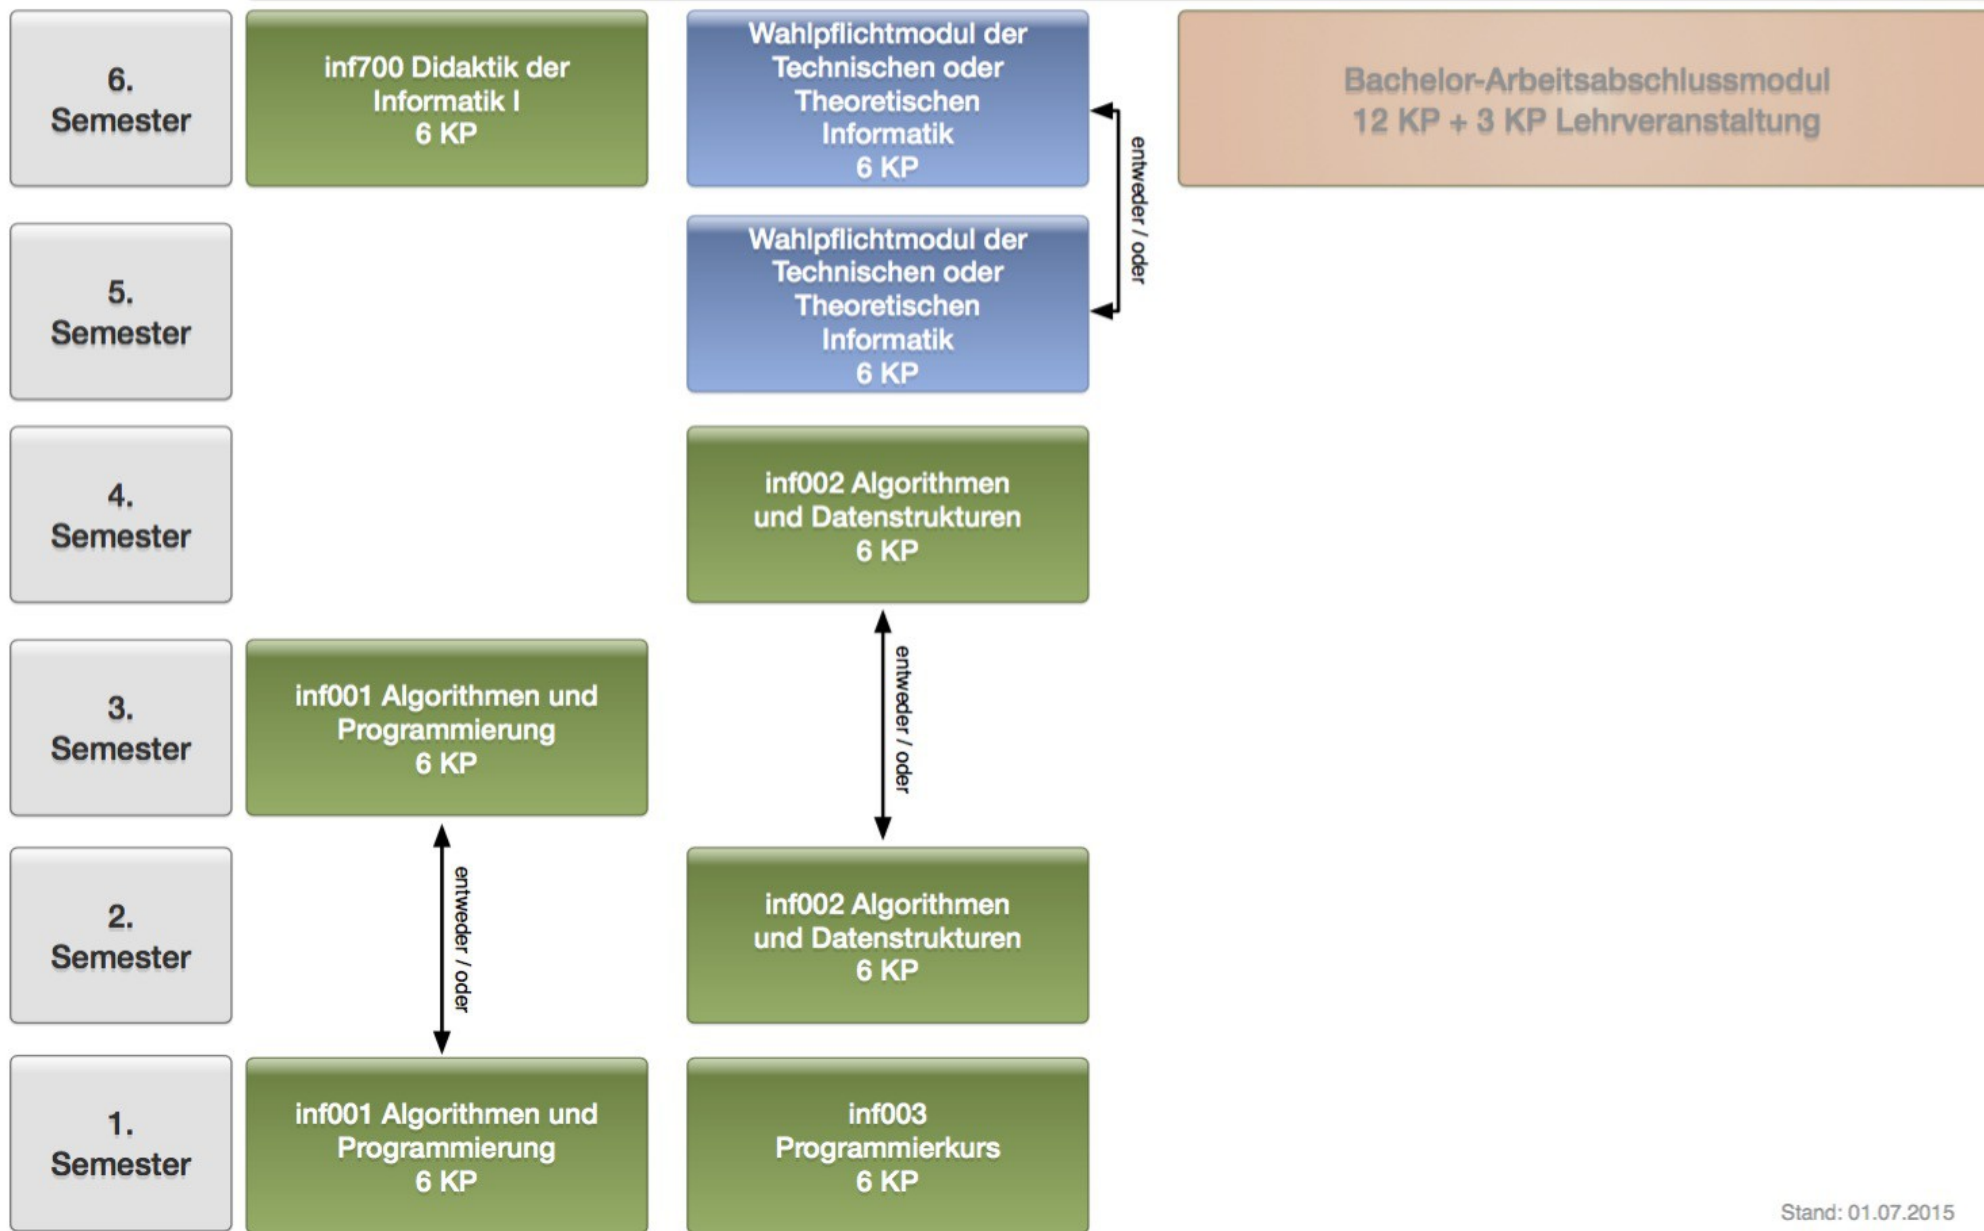 6.
Semester
inf700 Didaktik der
Informatik I
6 KP
Wahlpflichtmodul der
Technischen oder
Theoretischen
Informatik
6 KP
entweder / oder
Bachelor-Arbeitsabschlussmodul
12 KP + 3 KP Lehrveranstaltung
5.
Semester
Wahlpflichtmodul der
Technischen oder
Theoretischen
Informatik
6 KP
4.
Semester
inf002 Algorithmen
und Datenstrukturen
6 KP
entweder / oder
3.
Semester
inf001 Algorithmen und
Programmierung
6 KP
entweder / oder
2.
Semester
inf002 Algorithmen
und Datenstrukturen
6 KP
1.
Semester
inf001 Algorithmen und
Programmierung
6 KP
inf003
Programmierkurs
6 KP
Stand: 01.07.2015